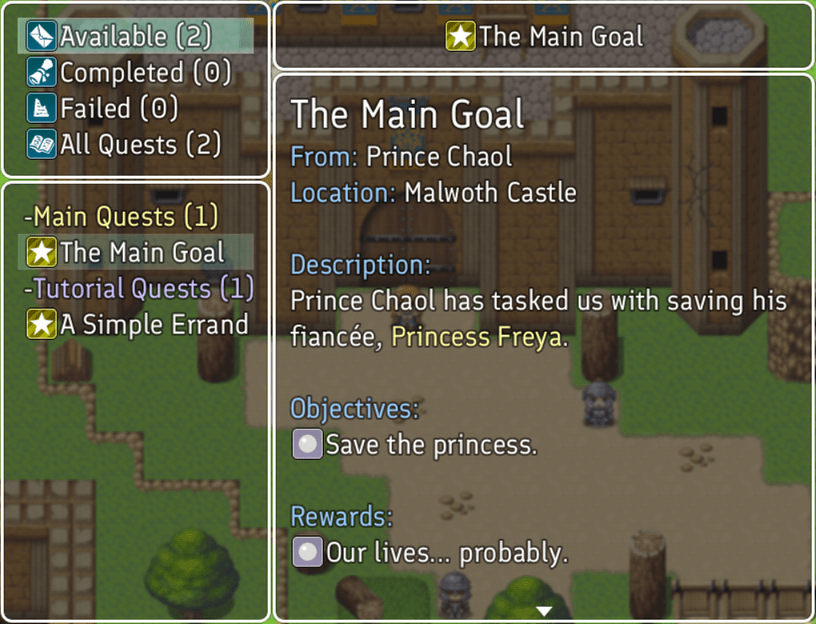 Available (2)
Completed (0)
Failed (0)
All Quests (2)
-Main Quests (1)
The Main Goal
-Tutorial Quests (1)
A Simple Errand
The Main Goal
The Main Goal
From: Prince Chaol
Location: Malwoth Castle
Description:
Prince Chaol has tasked us with saving his
fiancée, Princess Freya.
Objectives:
Save the princess.
Rewards:
Our lives... probably.